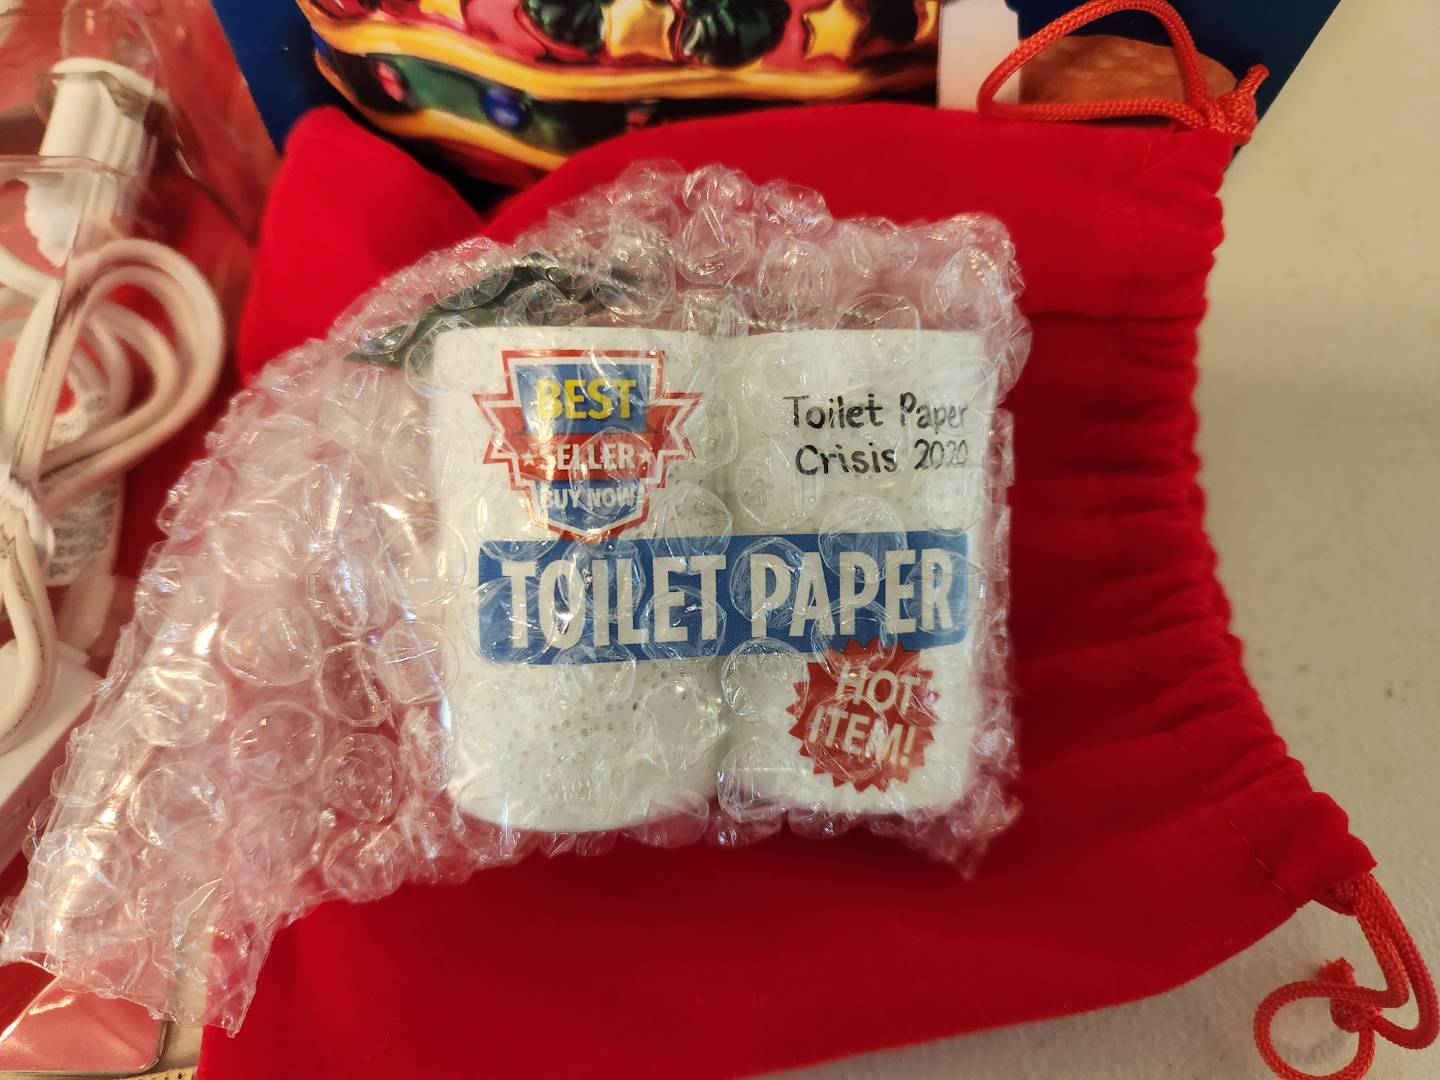 BEST
SELLER
BUY NOW
Toilet Paper
Crisis 2020
TOILET PAPER
HOT
ITEM!